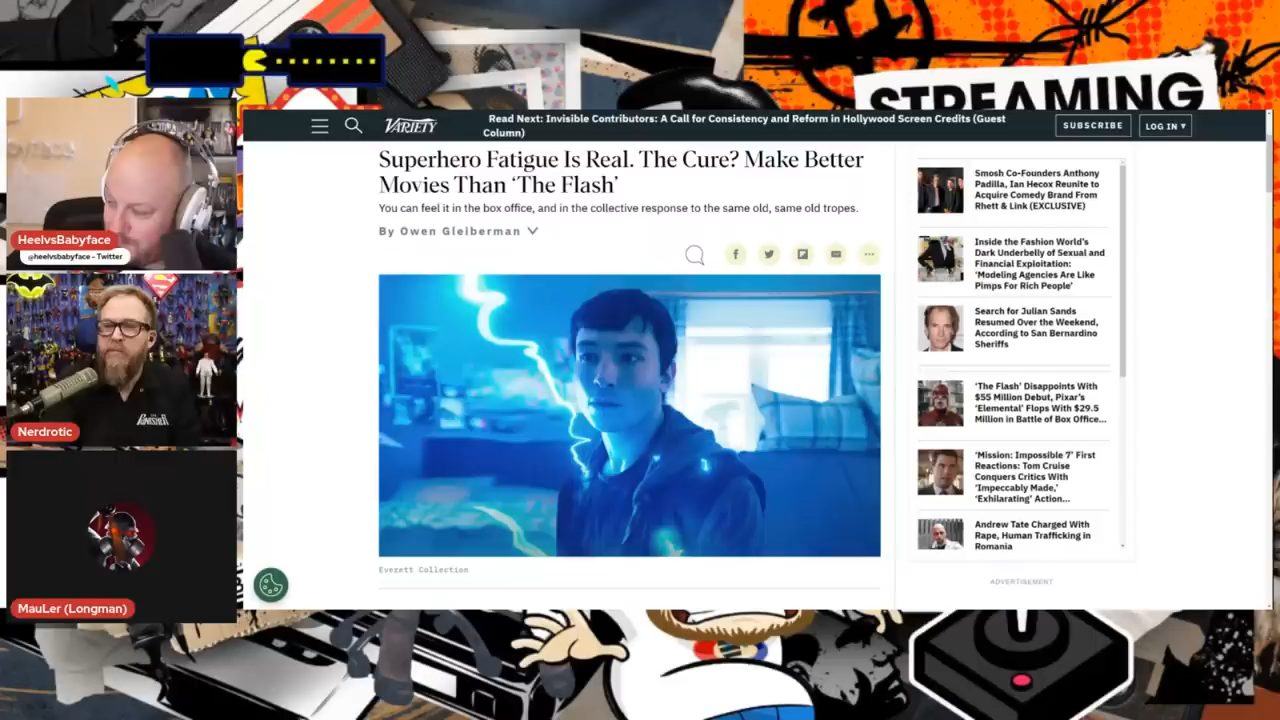 STREAMING
VARIETY
Read Next: Invisible Contributors: A Call for Consistency and Reform in Hollywood Screen Credits (Guest
Column)
SUBSCRIBE
LOG IN
Superhero Fatigue Is Real. The Cure? Make Better
Movies Than ‘The Flash’
You can feel it in the box office, and in the collective response to the same old, same old tropes.
By Owen Gleiberman
Everett Collection
Smosh Co-Founders Anthony
Padilla, Ian Hecox Reunite to
Acquire Comedy Brand From
Rhett & Link (EXCLUSIVE)
Inside the Fashion World’s
Dark Underbelly of Sexual and
Financial Exploitation:
‘Modeling Agencies Are Like
Pimps For Rich People’
Search for Julian Sands
Resumed Over the Weekend,
According to San Bernardino
Sheriffs
‘The Flash’ Disappoints With
$55 Million Debut, Pixar’s
‘Elemental’ Flops With $29.5
Million in Battle of Box Office...
‘Mission: Impossible 7’ First
Reactions: Tom Cruise
Conquers Critics With
‘Impeccably Made,’
‘Exhilarating’ Action...
Andrew Tate Charged With
Rape, Human Trafficking in
Romania
ADVERTISEMENT
HeelvsBabyface
@heelvsbabyface - Twitter
PUNISHER
Nerdrotic
MauLer (Longman)